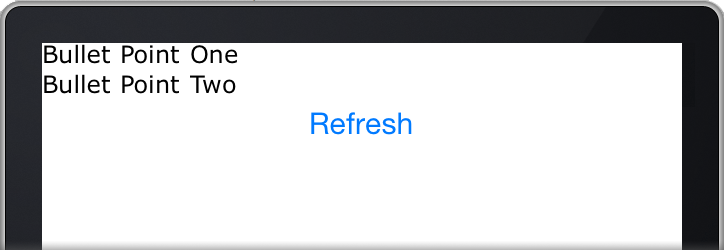 Bullet Point One
Bullet Point Two
Refresh